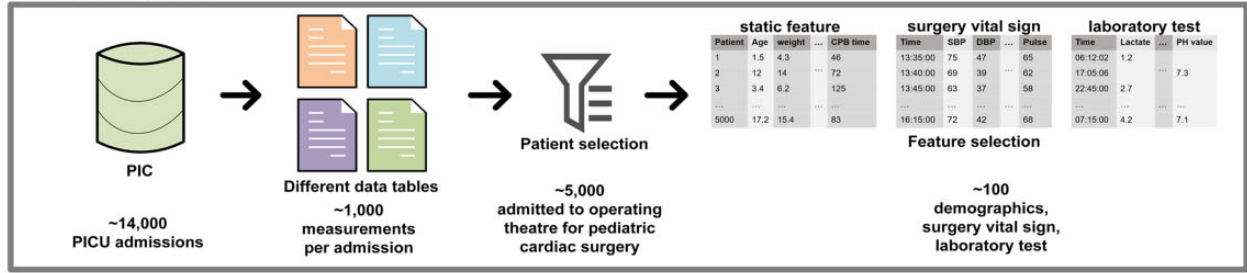 static feature
Patient Age weight ... CPB time
1 1.5 4.3 46
2 12 14 ... 72
3 3.4 6.2 125
... ... ... ...
5000 17.2 15.4 83
surgery vital sign
Time SBP DBP ... Pulse
13:35:00 75 47 65
13:40:00 69 39 ... 62
13:45:00 63 37 58
... ... ... ...
16:15:00 72 42 68
laboratory test
Time Lactate ... PH value
06:12:02 1.2
17:05:06 ... 7.3
22:45:00 2.7
... ... ...
07:15:00 4.2 7.1
PIC
Different data tables
Patient selection
Feature selection
~14,000
PICU admissions
~1,000
measurements
per admission
~5,000
admitted to operating
theatre for pediatric
cardiac surgery
~100
demographics,
surgery vital sign,
laboratory test